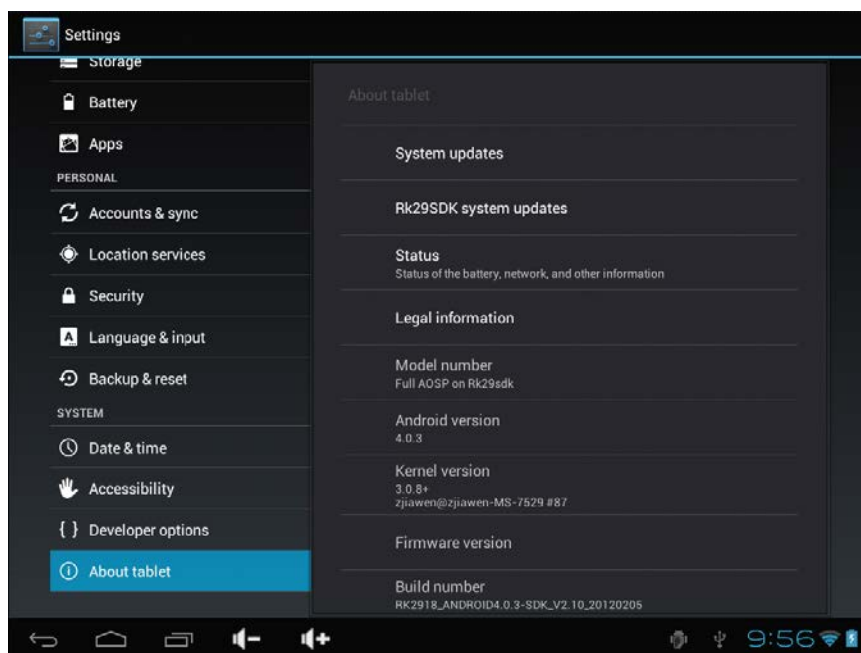 Settings
Storage
Battery
Apps
PERSONAL
Accounts & sync
Location services
Security
Language & input
Backup & reset
SYSTEM
Date & time
Accessibility
{ } Developer options
About tablet
About tablet
System updates
Rk29SDK system updates
Status
Status of the battery, network, and other information
Legal information
Model number
Full AOSP on Rk29sdk
Android version
4.0.3
Kernel version
3.0.8+
zjiawen@zjiawen-MS-7529 #87
Firmware version
Build number
RK2918_ANDROID4.0.3-SDK_V2.10_20120205
9:56